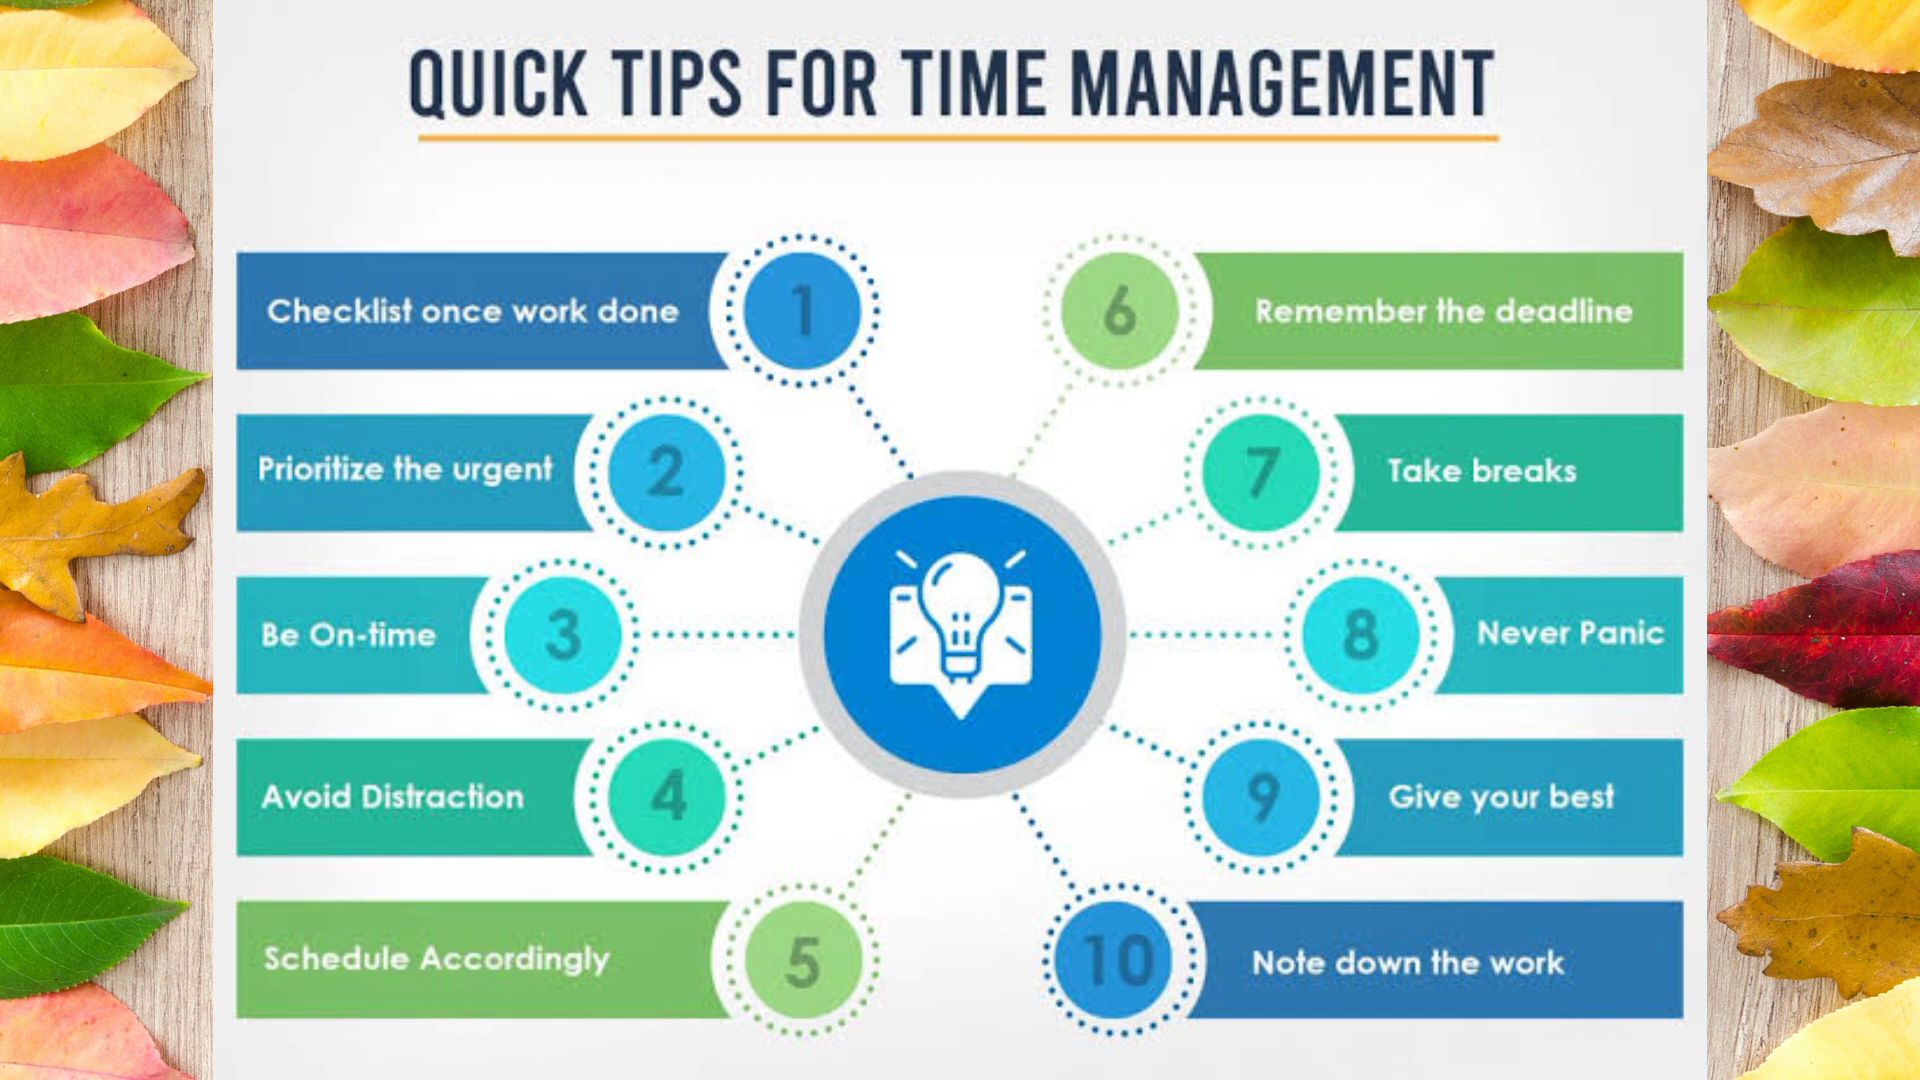 QUICK TIPS FOR TIME MANAGEMENT
Checklist once work done
1
Prioritize the urgent
2
Be On-time
3
Avoid Distraction
4
Schedule Accordingly
5
6
Remember the deadline
7
Take breaks
8
Never Panic
9
Give your best
10
Note down the work